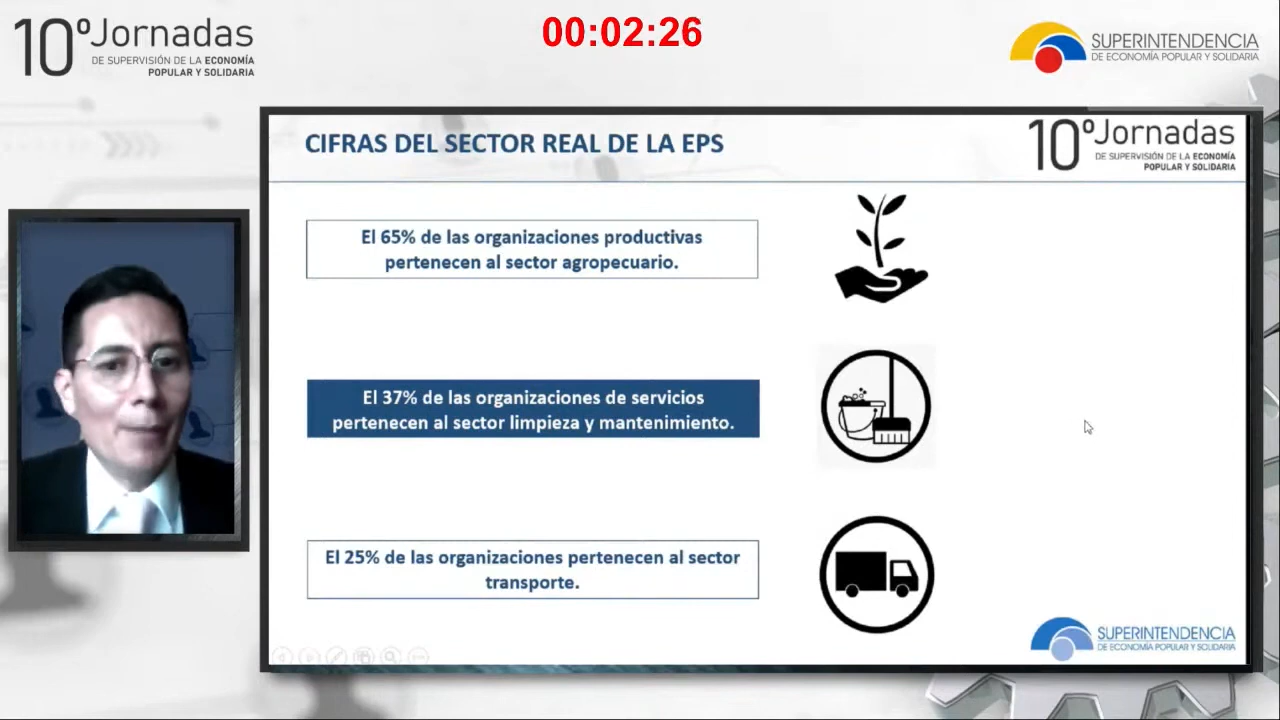 10º Jornadas
DE SUPERVISIÓN DE LA ECONOMÍA
POPULAR Y SOLIDARIA
00:02:26
SUPERINTENDENCIA
DE ECONOMÍA POPULAR Y SOLIDARIA
CIFRAS DEL SECTOR REAL DE LA EPS
10º Jornadas
DE SUPERVISIÓN DE LA ECONOMÍA
POPULAR Y SOLIDARIA
El 65% de las organizaciones productivas
pertenecen al sector agropecuario.
El 37% de las organizaciones de servicios
pertenecen al sector limpieza y mantenimiento.
El 25% de las organizaciones pertenecen al sector
transporte.
SUPERINTENDENCIA
DE ECONOMÍA POPULAR Y SOLIDARIA